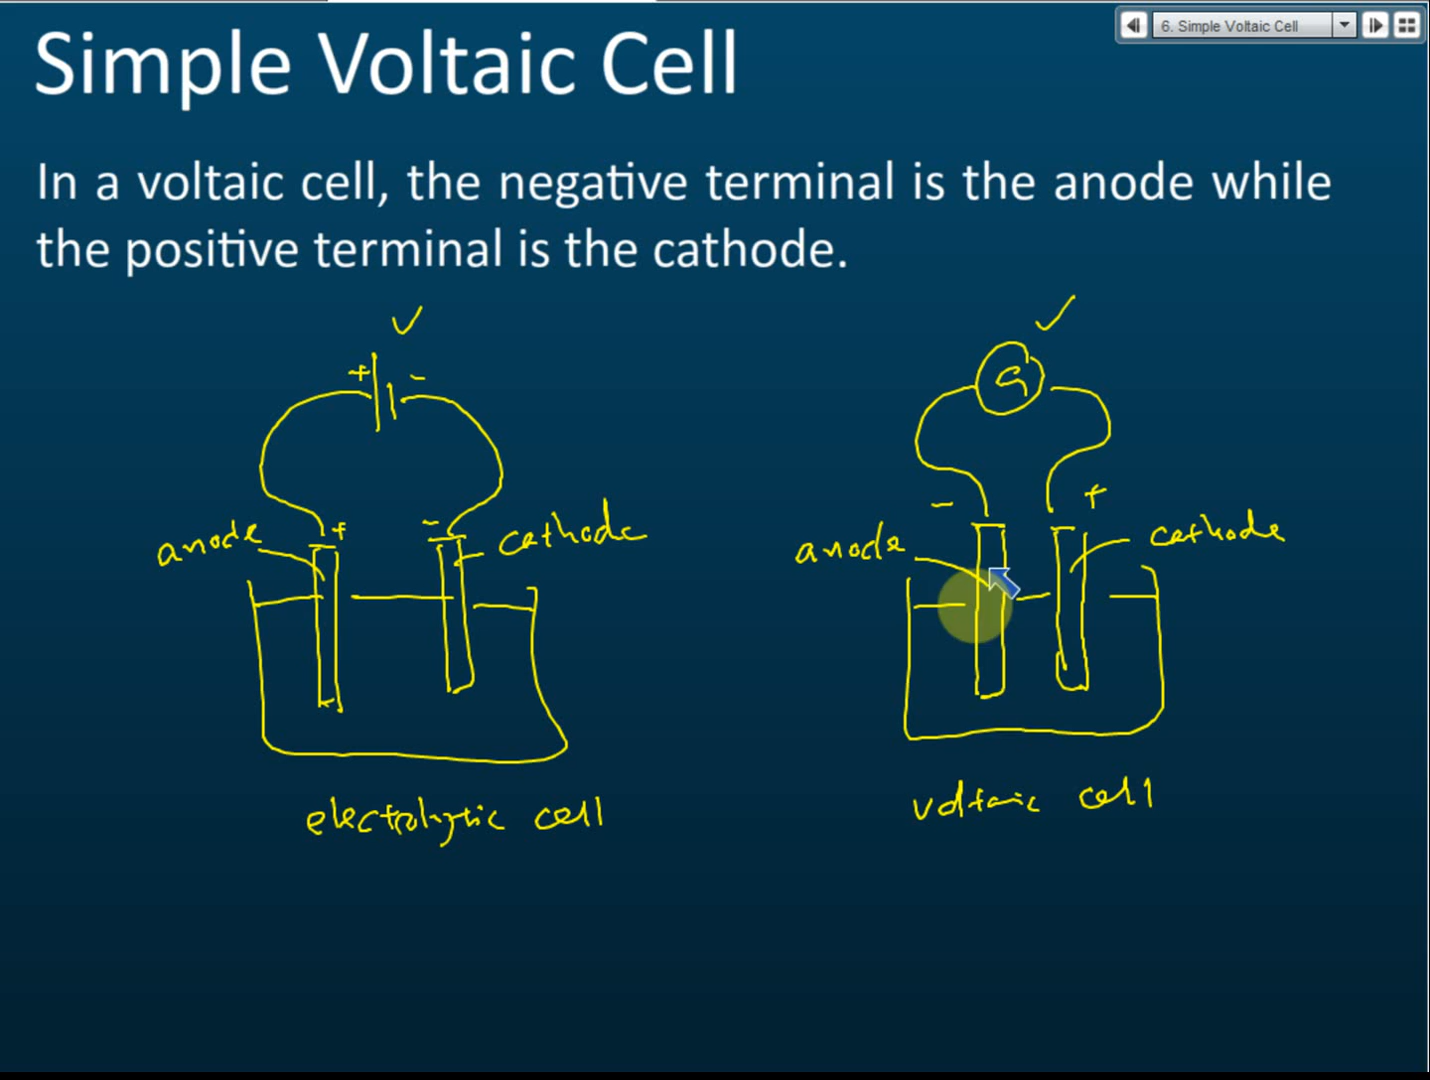 Simple Voltaic Cell
6. Simple Voltaic Cell
In a voltaic cell, the negative terminal is the anode while
the positive terminal is the cathode.
+ -
G
anode + - cathode
- anode + cathode
electrolytic cell
voltaic cell